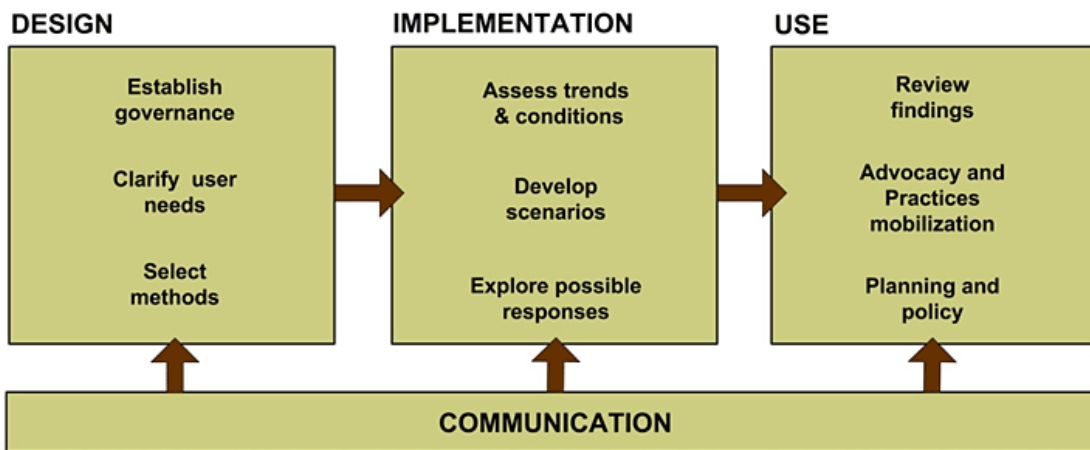 DESIGN
Establish
governance
Clarify user
needs
Select
methods
IMPLEMENTATION
Assess trends
& conditions
Develop
scenarios
Explore possible
responses
USE
Review
findings
Advocacy and
Practices
mobilization
Planning and
policy
COMMUNICATION